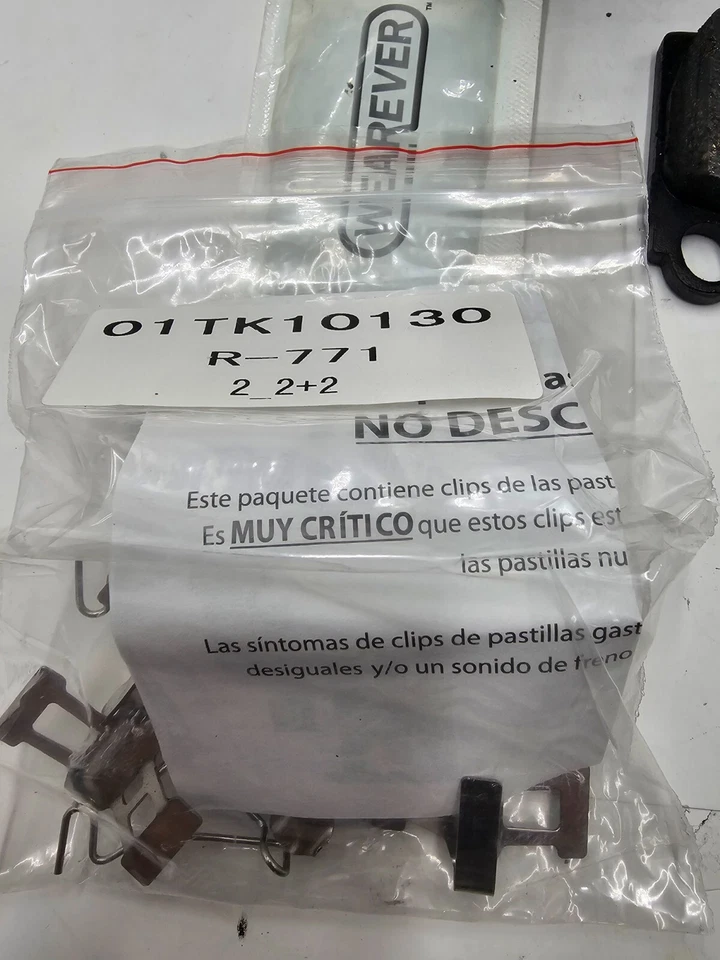 WEAREVER™
01TK10130
R-771
2_2+2
NO DESC
Este paquete contiene clips de las past
Es MUY CRÍTICO que estos clips est
las pastillas nu
Las síntomas de clips de pastillas gast
desiguales y/o un sonido de freno